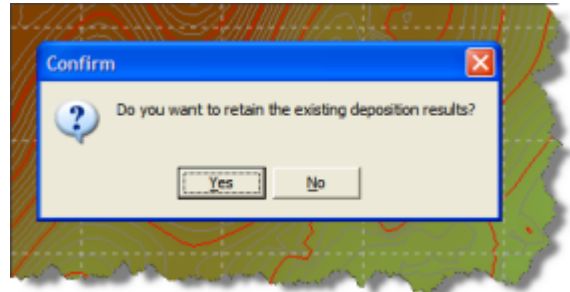 Confirm
Do you want to retain the existing deposition results?
Yes No